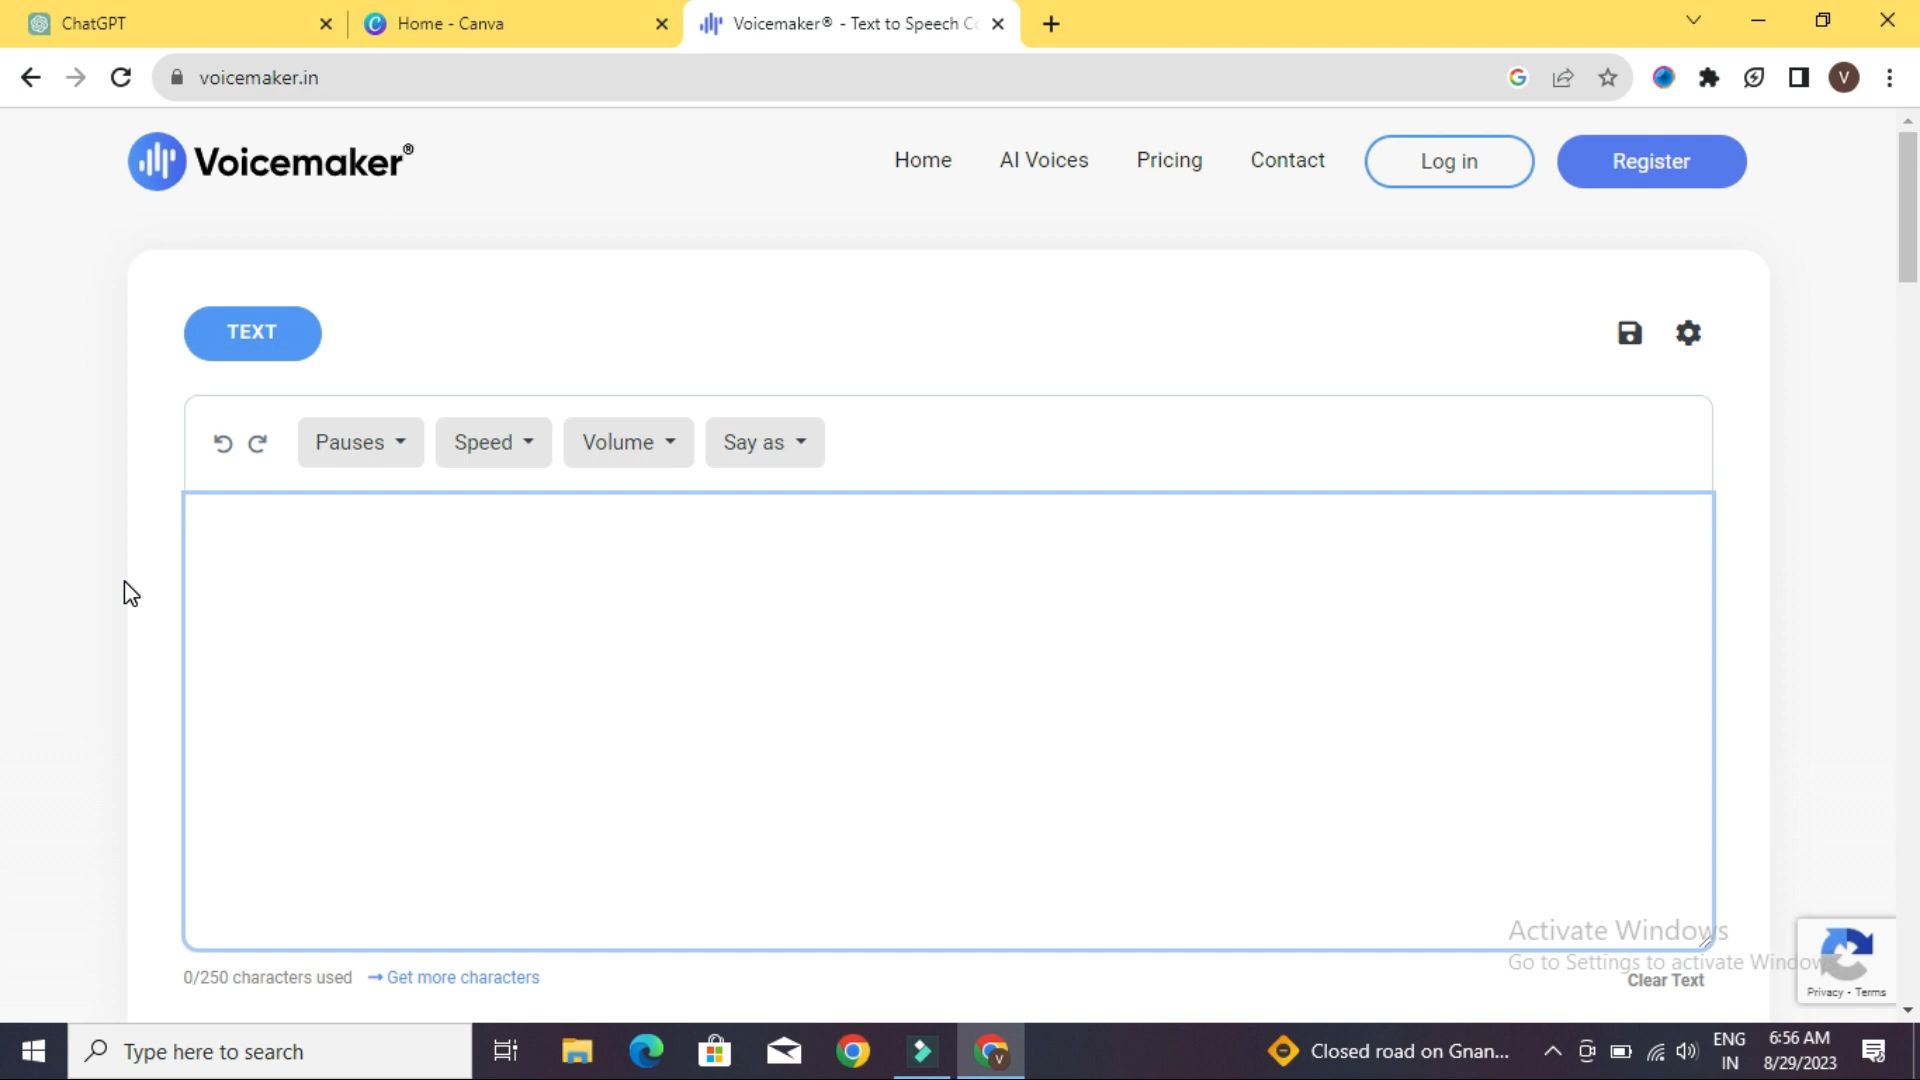 ChatGPT
Home - Canva
Voicemaker® - Text to Speech Co
voicemaker.in
V
Voicemaker®
Home
AI Voices
Pricing
Contact
Log in
Register
TEXT
Pauses
Speed
Volume
Say as
0/250 characters used
Get more characters
Clear Text
Activate Windows
Go to Settings to activate Windows
Privacy - Terms
Type here to search
Closed road on Gnan...
ENG
IN
6:56 AM
8/29/2023